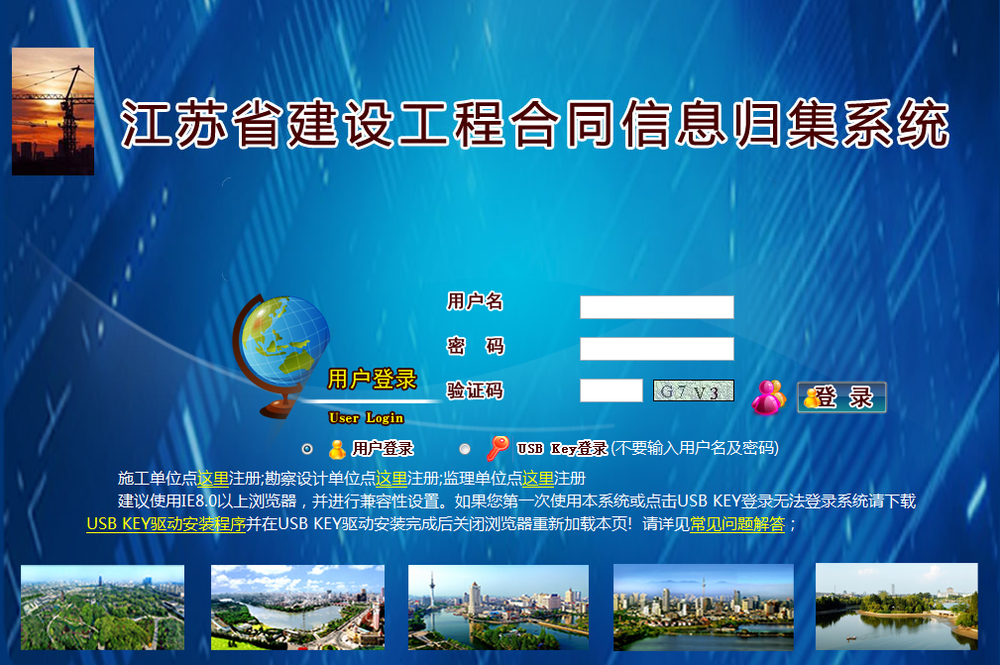 江苏省建设工程合同信息归集系统
用户名
密 码
验证码 G7V3 登 录
用户登录
User Login
用户登录 USB Key登录(不要输入用户名及密码)
施工单位点这里注册;勘察设计单位点这里注册;监理单位点这里注册
建议使用IE8.0以上浏览器，并进行兼容性设置。如果您第一次使用本系统或点击USB KEY登录无法登录系统请下载
USB KEY驱动安装程序并在USB KEY驱动安装完成后关闭浏览器重新加载本页！请详见常见问题解答；